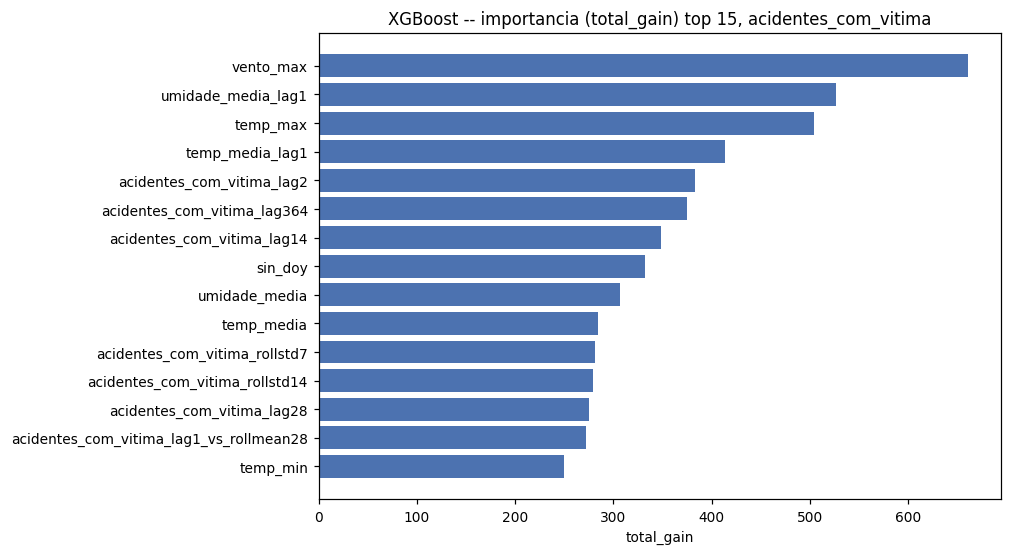 XGBoost -- importancia (total_gain) top 15, acidentes_com_vitima
vento_max
umidade_media_lag1
temp_max
temp_media_lag1
acidentes_com_vitima_lag2
acidentes_com_vitima_lag364
acidentes_com_vitima_lag14
sin_doy
umidade_media
temp_media
acidentes_com_vitima_rollstd7
acidentes_com_vitima_rollstd14
acidentes_com_vitima_lag28
acidentes_com_vitima_lag1_vs_rollmean28
temp_min
0 100 200 300 400 500 600
total_gain